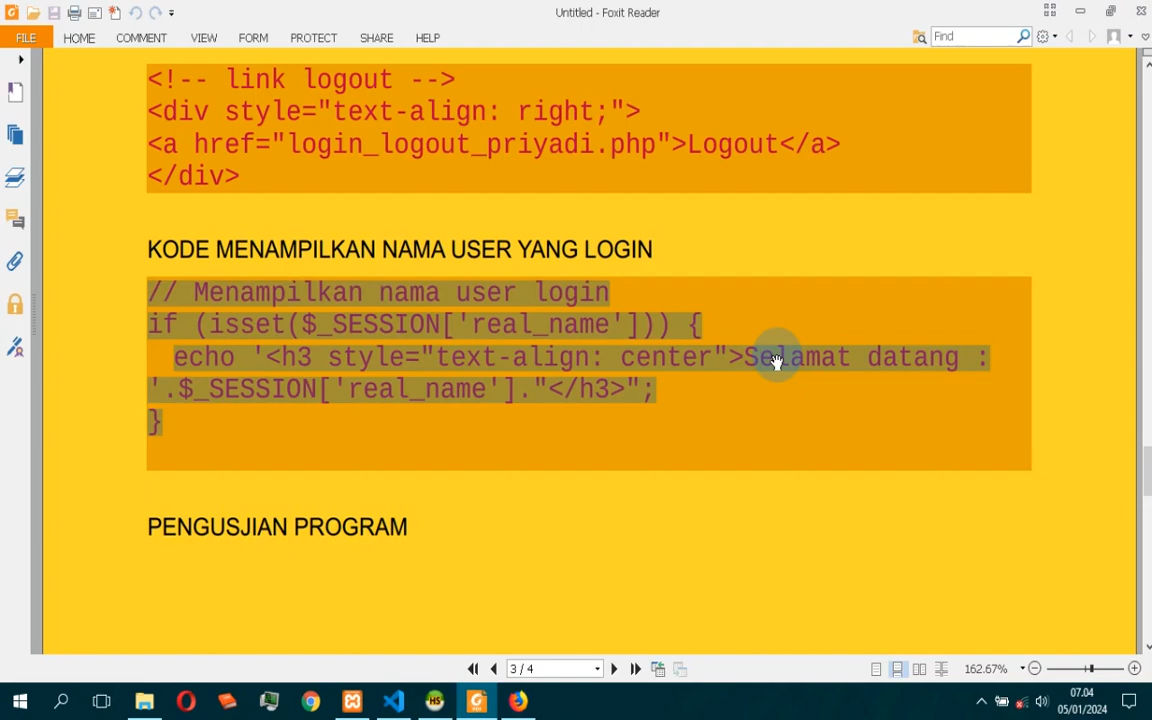 Untitled - Foxit Reader
FILE HOME COMMENT VIEW FORM PROTECT SHARE HELP
Find
<!-- link logout -->
<div style="text-align: right;">
<a href="login_logout_priyadi.php">Logout</a>
</div>
KODE MENAMPILKAN NAMA USER YANG LOGIN
// Menampilkan nama user login
if (isset($_SESSION['real_name'])) {
echo '<h3 style="text-align: center">Selamat datang :
'.$_SESSION['real_name']."</h3>";
}
PENGUSJIAN PROGRAM
3 / 4
162.67%
07.04
05/01/2024